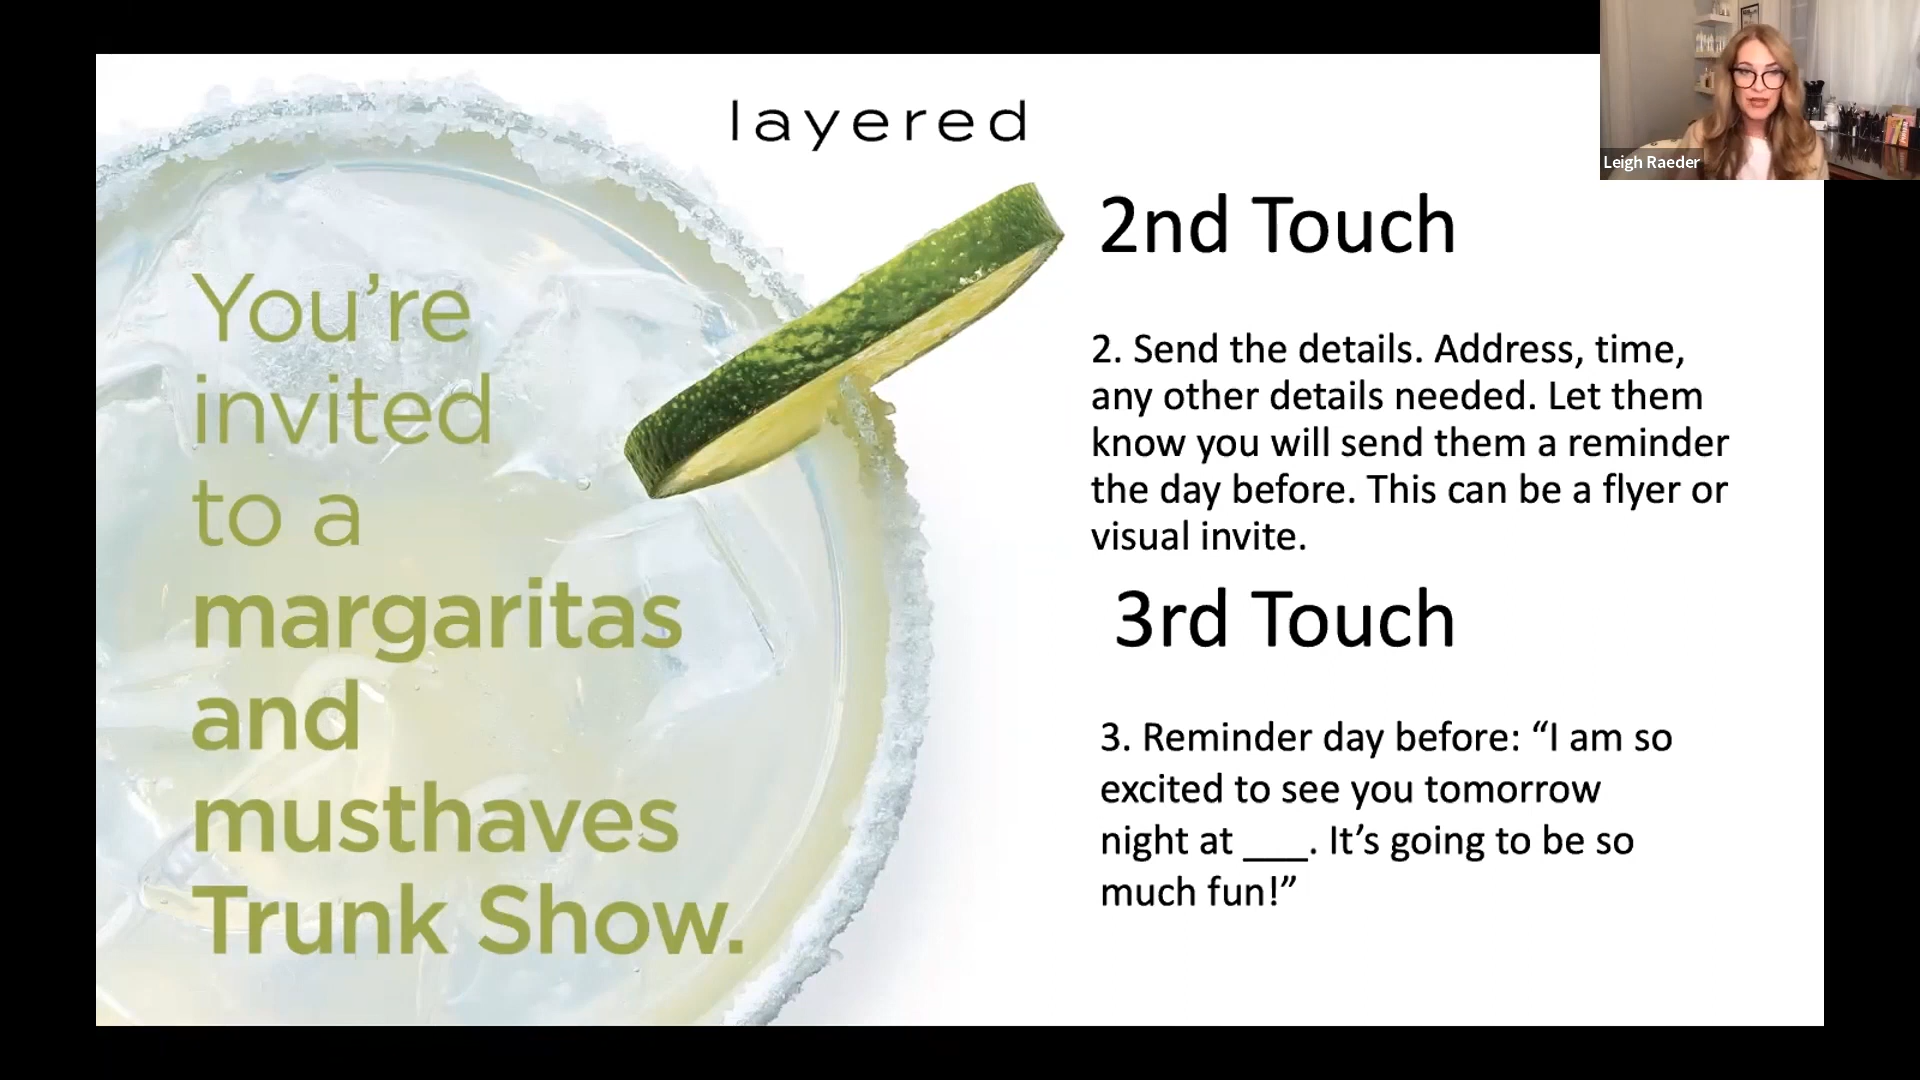 layered
You’re
invited
to a
margaritas
and
musthaves
Trunk Show.
2nd Touch
2. Send the details. Address, time,
any other details needed. Let them
know you will send them a reminder
the day before. This can be a flyer or
visual invite.
3rd Touch
3. Reminder day before: “I am so
excited to see you tomorrow
night at ___. It’s going to be so
much fun!”
Leigh Raeder